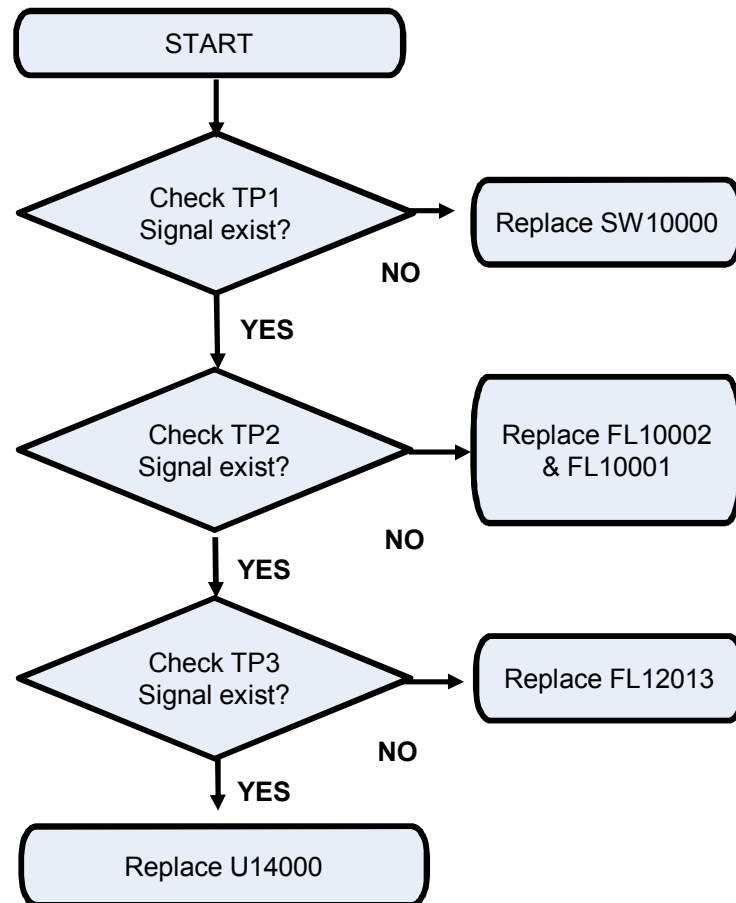 START
Check TP1
Signal exist?
Replace SW10000
NO
YES
Check TP2
Signal exist?
Replace FL10002
& FL10001
NO
YES
Check TP3
Signal exist?
Replace FL12013
NO
YES
Replace U14000